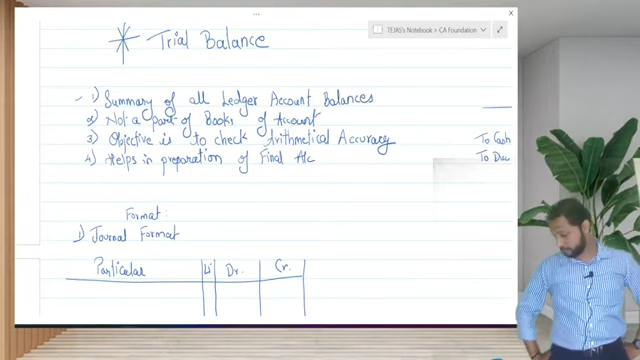 Trial Balance
TEJAS's Notebook > CA Foundation
1) Summary of all Ledger Account Balances
2) Not a part of Books of Account
3) Objective is to check Arithmetical Accuracy
4) Helps in preparation of Final A/c
To Cash
To Disc
Format:
1) Journal Format
Particular Dr. Cr.